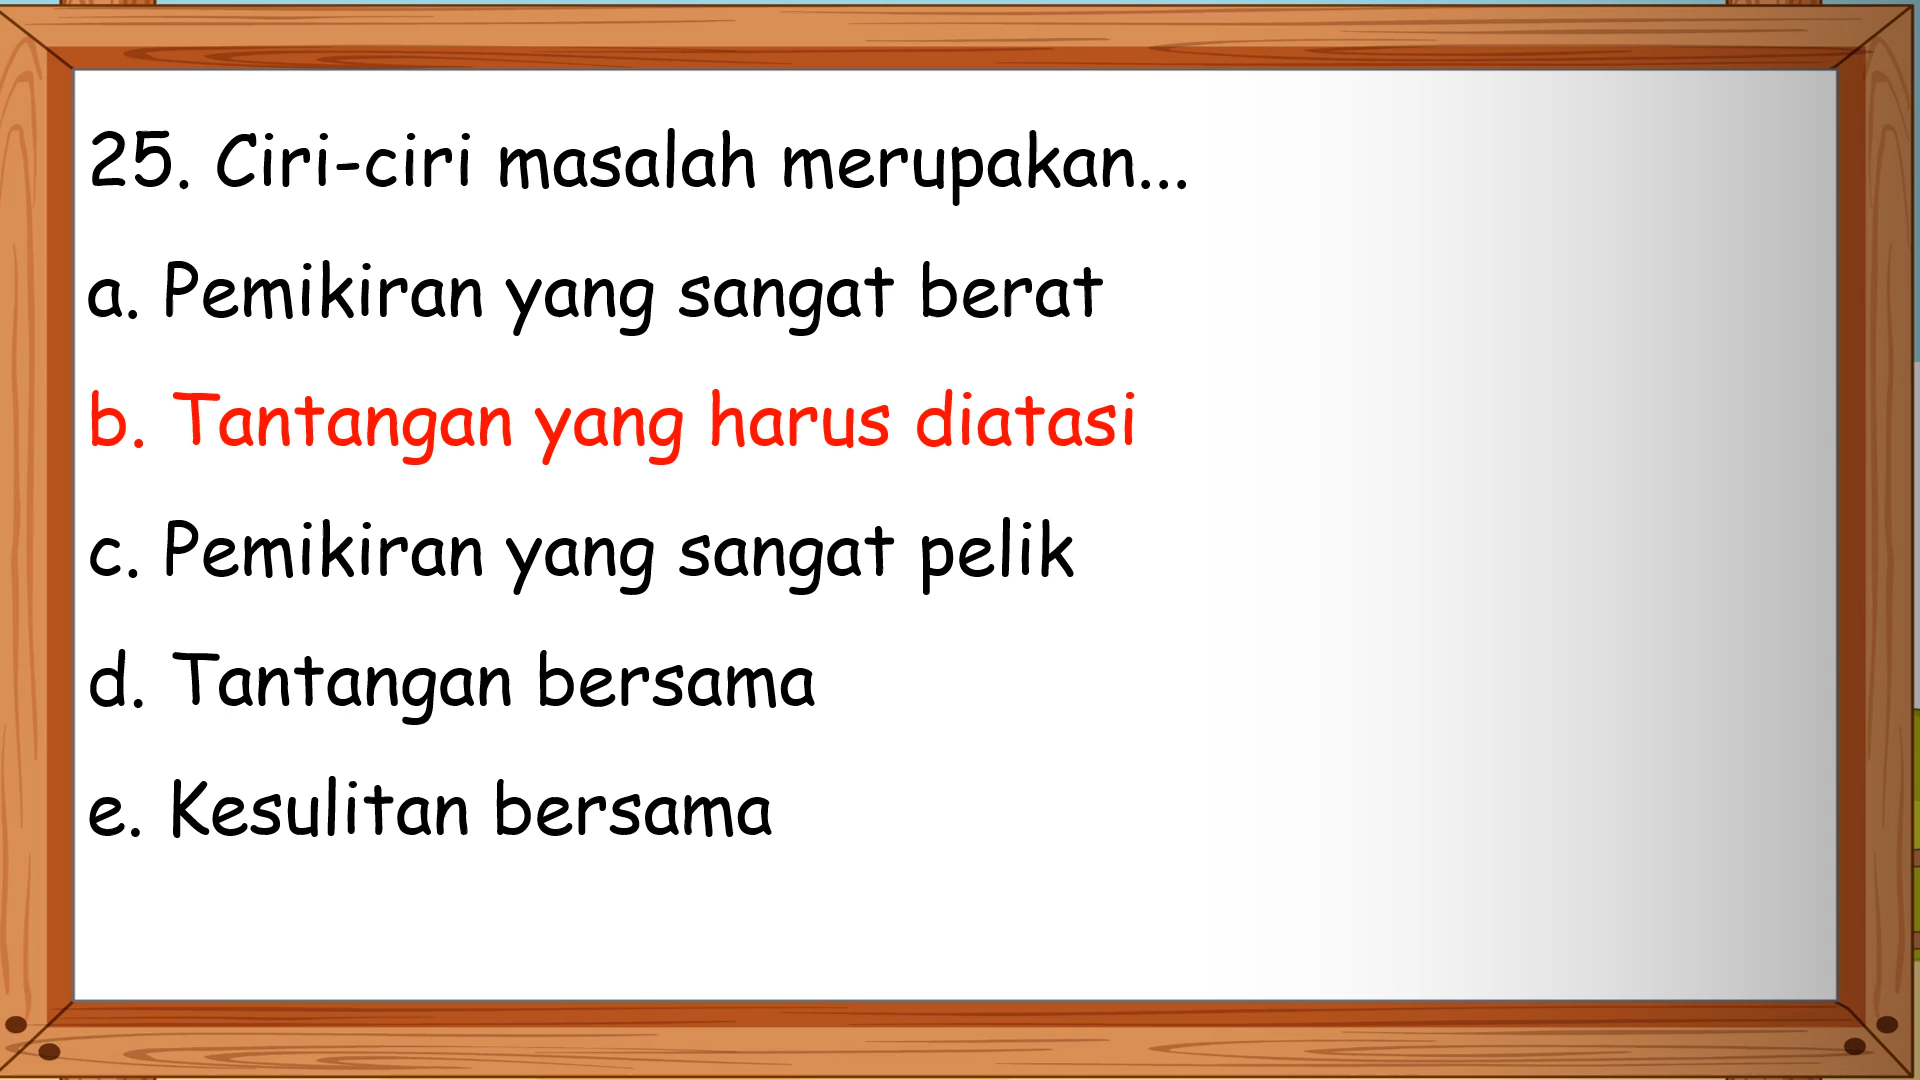 25. Ciri-ciri masalah merupakan...
a. Pemikiran yang sangat berat
b. Tantangan yang harus diatasi
c. Pemikiran yang sangat pelik
d. Tantangan bersama
e. Kesulitan bersama